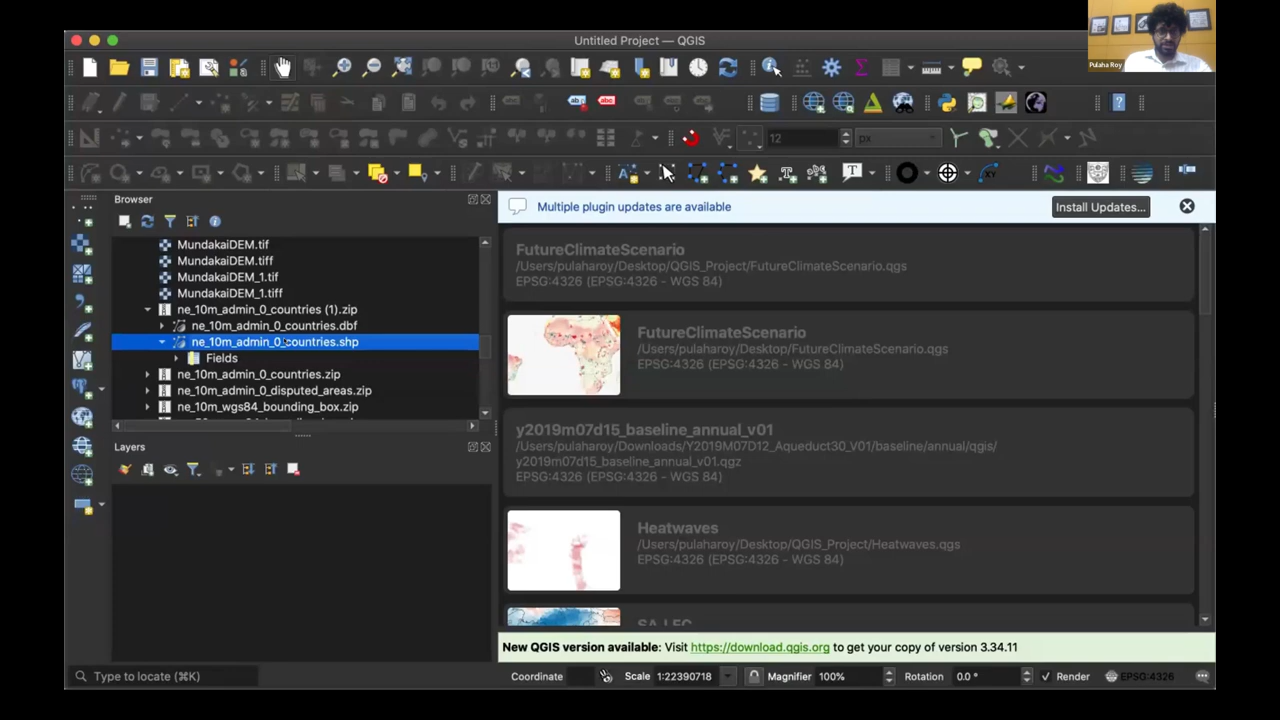 Untitled Project — QGIS
Pulaha Roy
12
px
Browser
Multiple plugin updates are available
Install Updates...
MundakaiDEM.tif
MundakaiDEM.tiff
MundakaiDEM_1.tif
MundakaiDEM_1.tiff
ne_10m_admin_0_countries (1).zip
ne_10m_admin_0_countries.dbf
ne_10m_admin_0_countries.shp
Fields
ne_10m_admin_0_countries.zip
ne_10m_admin_0_disputed_areas.zip
ne_10m_wgs84_bounding_box.zip
Layers
FutureClimateScenario
/Users/pulaharoy/Desktop/QGIS_Project/FutureClimateScenario.qgs
EPSG:4326 (EPSG:4326 - WGS 84)
FutureClimateScenario
/Users/pulaharoy/Desktop/FutureClimateScenario.qgs
EPSG:4326 (EPSG:4326 - WGS 84)
y2019m07d15_baseline_annual_v01
/Users/pulaharoy/Downloads/Y2019M07D12_Aqueduct30_V01/baseline/annual/qgis/
y2019m07d15_baseline_annual_v01.qgz
EPSG:4326 (EPSG:4326 - WGS 84)
Heatwaves
/Users/pulaharoy/Desktop/QGIS_Project/Heatwaves.qgs
EPSG:4326 (EPSG:4326 - WGS 84)
New QGIS version available: Visit https://download.qgis.org to get your copy of version 3.34.11
Type to locate (⌘K)
Coordinate
Scale 1:22390718
Magnifier 100%
Rotation 0.0 °
Render
EPSG:4326